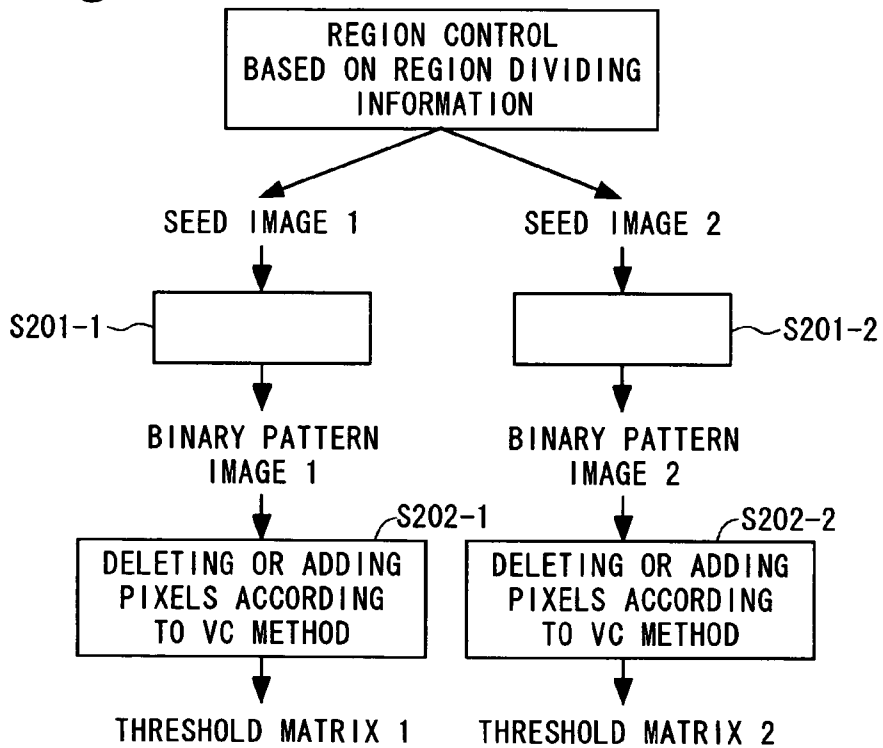 REGION CONTROL
BASED ON REGION DIVIDING
INFORMATION
SEED IMAGE 1
SEED IMAGE 2
S201-1
S201-2
BINARY PATTERN
IMAGE 1
BINARY PATTERN
IMAGE 2
S202-1
S202-2
DELETING OR ADDING
PIXELS ACCORDING
TO VC METHOD
DELETING OR ADDING
PIXELS ACCORDING
TO VC METHOD
THRESHOLD MATRIX 1
THRESHOLD MATRIX 2